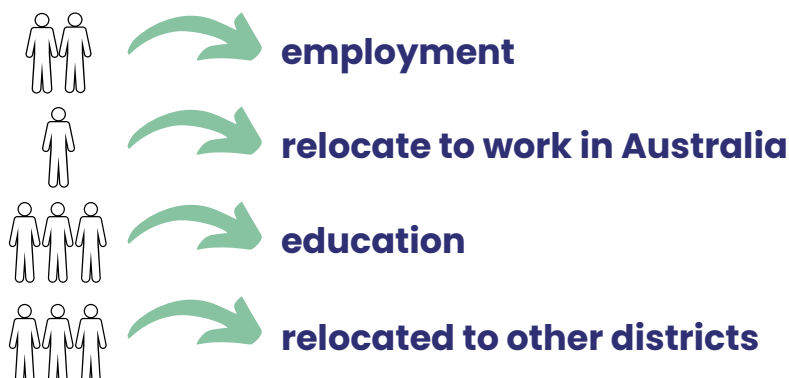 employment
relocate to work in Australia
education
relocated to other districts